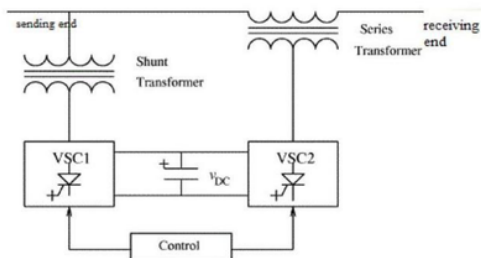 sending end
receiving
end
Series
Transformer
Shunt
Transformer
VSC1
VSC2
+
V DC
+
+
Control